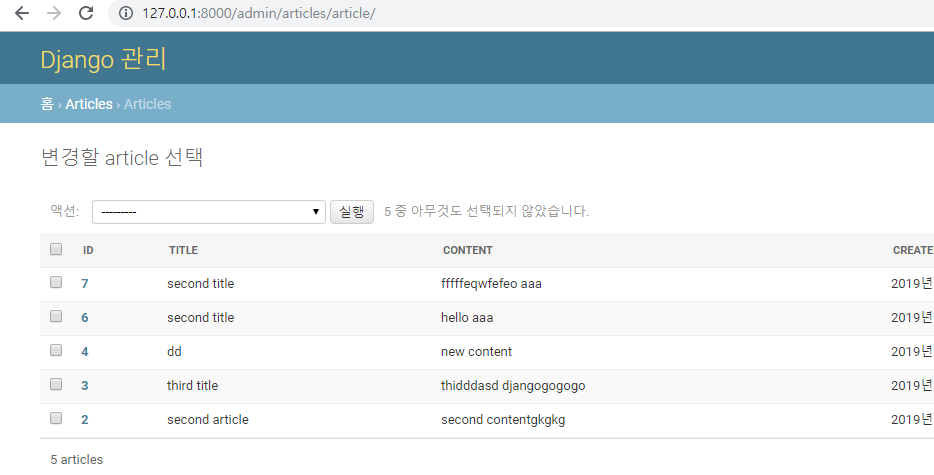 127.0.0.1:8000/admin/articles/article/
Django 관리
홈 › Articles › Articles
변경할 article 선택
액션: --------- 실행 5 중 아무것도 선택되지 않았습니다.
ID TITLE CONTENT CREATE
7 second title fffffeqwfefeo aaa 2019년
6 second title hello aaa 2019년
4 dd new content 2019년
3 third title thidddasd djangogogogo 2019년
2 second article second contentgkgkg 2019년
5 articles